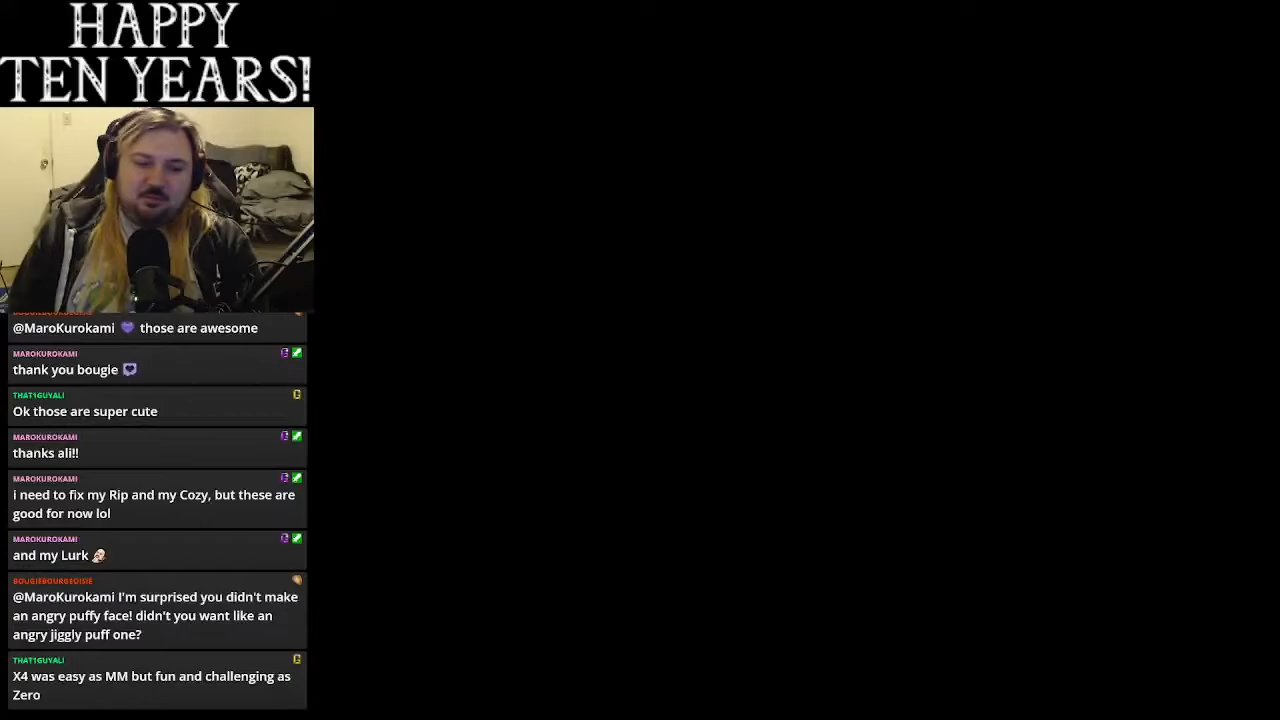 HAPPY
TEN YEARS!
@MaroKurokami those are awesome
MAROKUROKAMI
thank you bougie
THAT1GUYALI
Ok those are super cute
MAROKUROKAMI
thanks ali!!
MAROKUROKAMI
i need to fix my Rip and my Cozy, but these are
good for now lol
MAROKUROKAMI
and my Lurk
BOUGIEBOURGEOISIE
@MaroKurokami I'm surprised you didn't make
an angry puffy face! didn't you want like an
angry jiggly puff one?
THAT1GUYALI
X4 was easy as MM but fun and challenging as
Zero